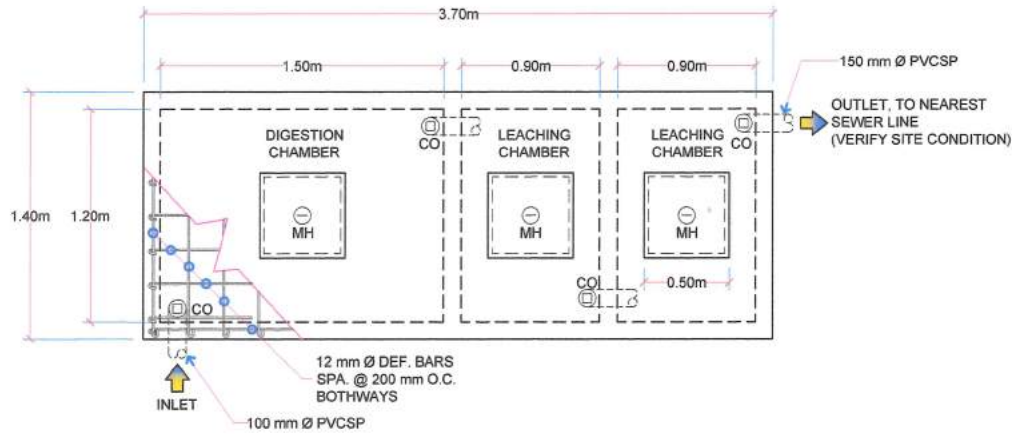 3.70m
1.50m
0.90m
0.90m
150 mm Ø PVCSP
OUTLET, TO NEAREST
SEWER LINE
(VERIFY SITE CONDITION)
DIGESTION
CHAMBER
CO
LEACHING
CHAMBER
LEACHING
CHAMBER
CO
1.40m
1.20m
MH
MH
MH
CO
0.50m
CO
12 mm Ø DEF. BARS
SPA. @ 200 mm O.C.
BOTHWAYS
INLET
100 mm Ø PVCSP